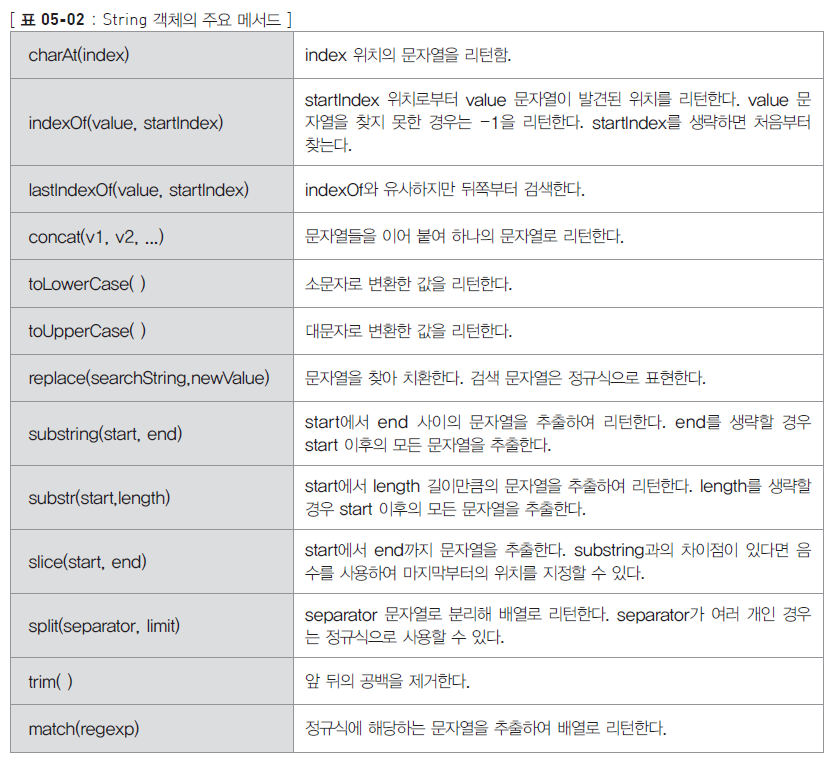 [ 표 05-02 : String 객체의 주요 메서드 ]
charAt(index)
index 위치의 문자열을 리턴함.
indexOf(value, startIndex)
startIndex 위치로부터 value 문자열이 발견된 위치를 리턴한다. value 문
자열을 찾지 못한 경우는 -1을 리턴한다. startIndex를 생략하면 처음부터
찾는다.
lastIndexOf(value, startIndex)
indexOf와 유사하지만 뒤쪽부터 검색한다.
concat(v1, v2, ...)
문자열들을 이어 붙여 하나의 문자열로 리턴한다.
toLowerCase( )
소문자로 변환한 값을 리턴한다.
toUpperCase( )
대문자로 변환한 값을 리턴한다.
replace(searchString,newValue)
문자열을 찾아 치환한다. 검색 문자열은 정규식으로 표현한다.
substring(start, end)
start에서 end 사이의 문자열을 추출하여 리턴한다. end를 생략할 경우
start 이후의 모든 문자열을 추출한다.
substr(start,length)
start에서 length 길이만큼의 문자열을 추출하여 리턴한다. length를 생략할
경우 start 이후의 모든 문자열을 추출한다.
slice(start, end)
start에서 end까지 문자열을 추출한다. substring과의 차이점이 있다면 음
수를 사용하여 마지막부터의 위치를 지정할 수 있다.
split(separator, limit)
separator 문자열로 분리해 배열로 리턴한다. separator가 여러 개인 경우
는 정규식으로 사용할 수 있다.
trim( )
앞 뒤의 공백을 제거한다.
match(regexp)
정규식에 해당하는 문자열을 추출하여 배열로 리턴한다.